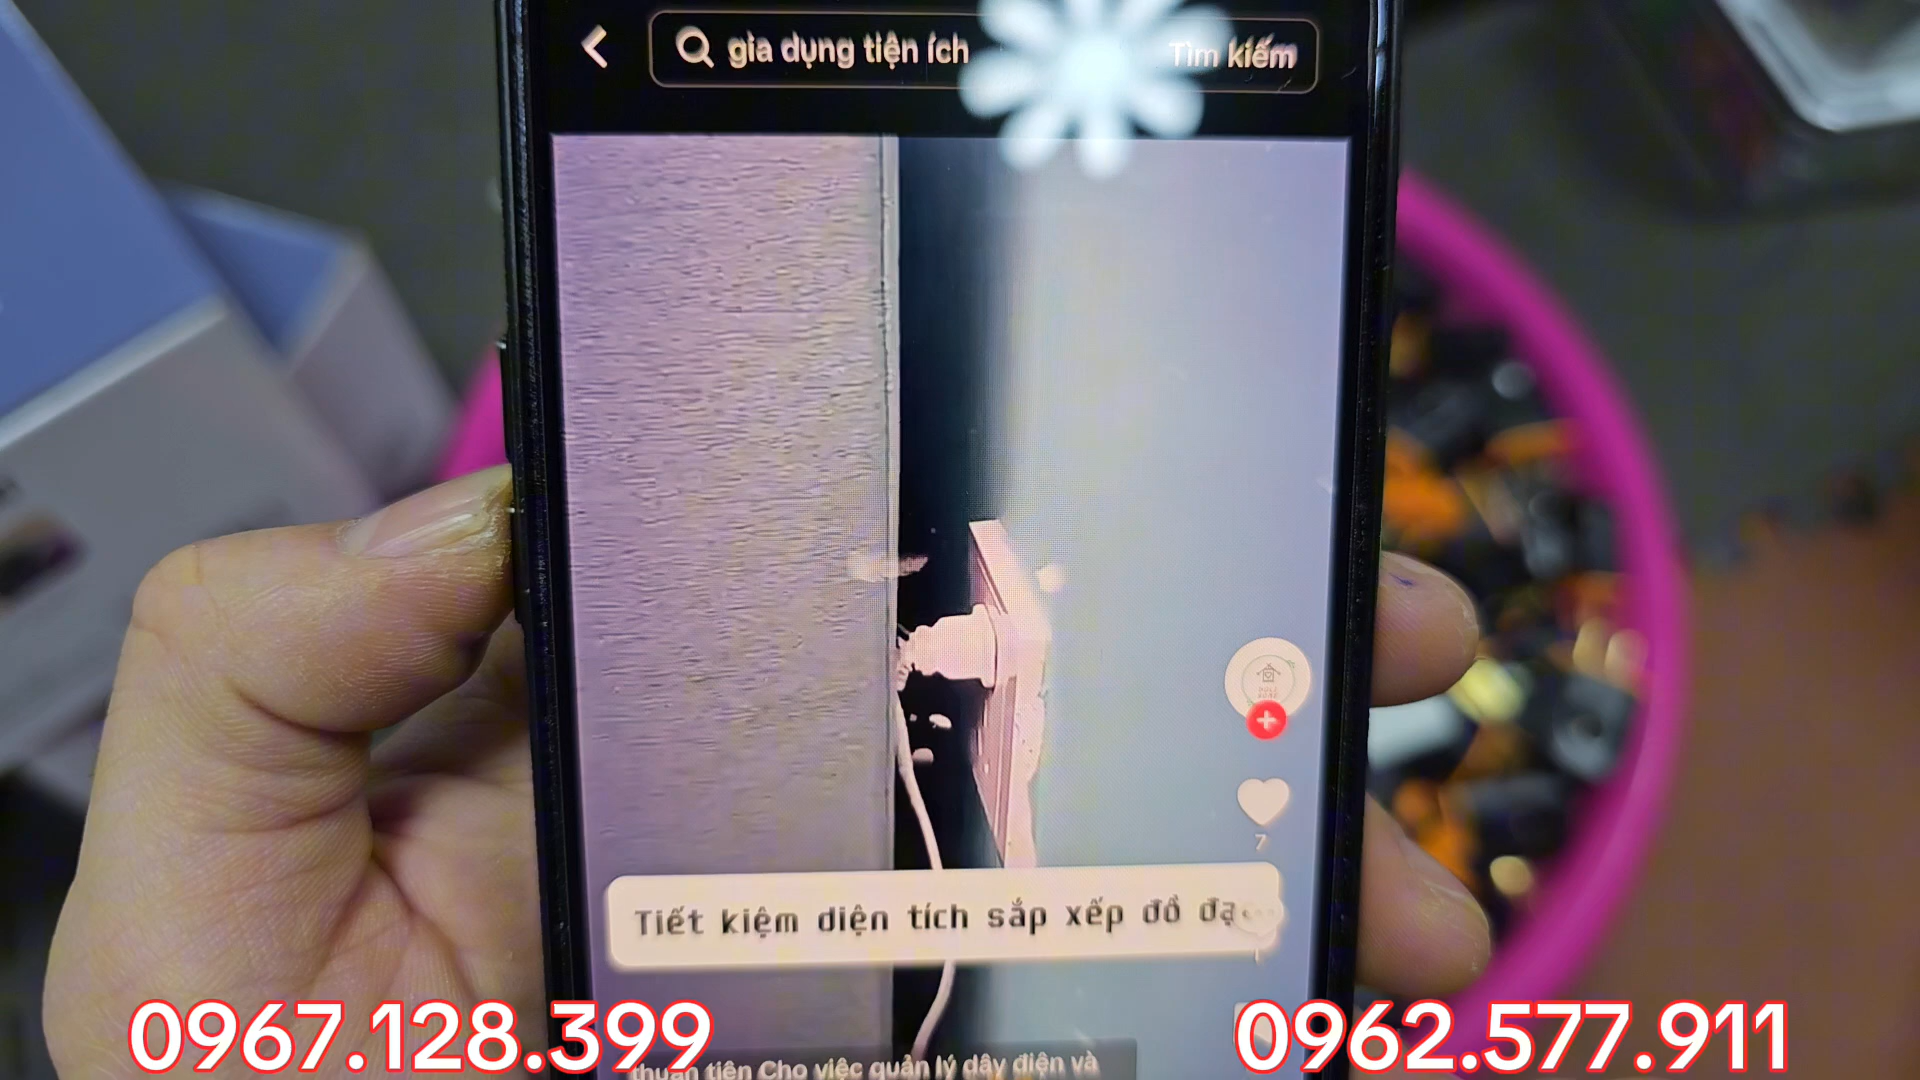 gia dụng tiện ích
Tìm kiếm
7
Tiết kiệm diện tích sắp xếp đồ đạ
1
thuận tiện Cho việc quản lý dây điện và
0967.128.399
0962.577.911